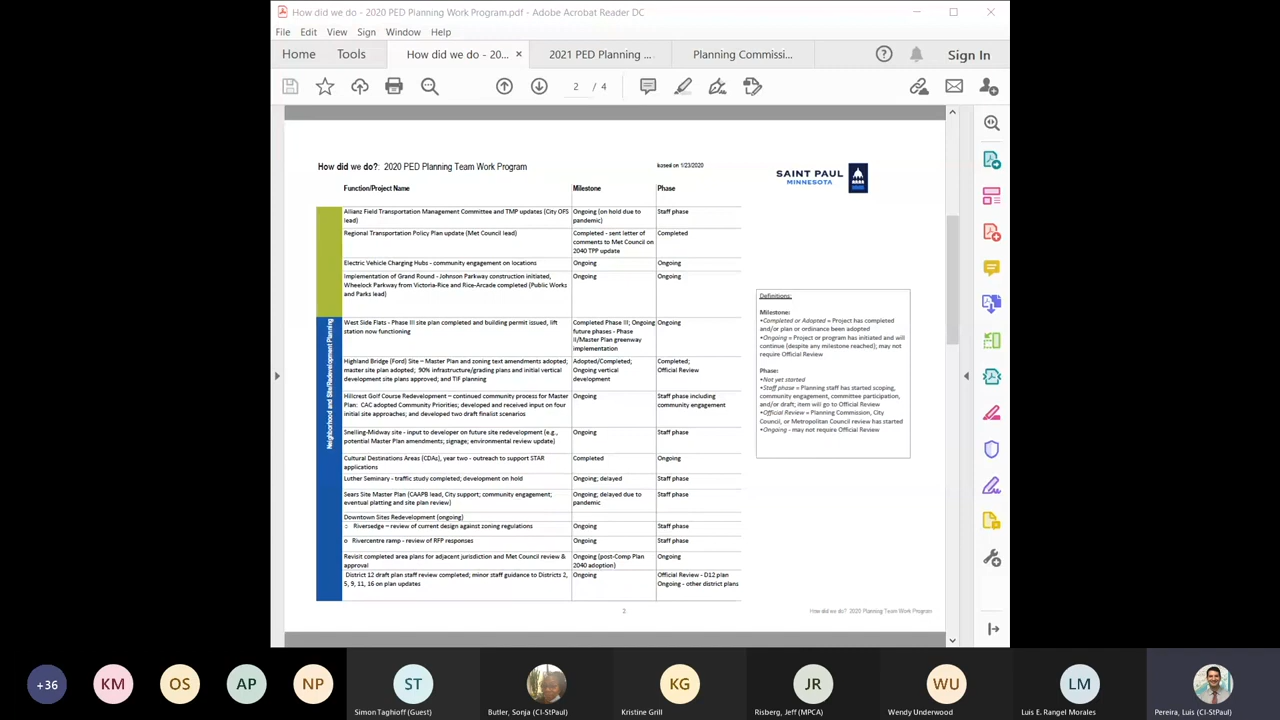 How did we do - 2020 PED Planning Work Program.pdf - Adobe Acrobat Reader DC
File Edit View Sign Window Help
Home Tools How did we do - 20... × 2021 PED Planning ... Planning Commissi... Sign In
2 / 4
How did we do?: 2020 PED Planning Team Work Program
based on 1/23/2020
SAINT PAUL
MINNESOTA
Function/Project Name Milestone Phase
Allianz Field Transportation Management Committee and TMP updates (City OFS Ongoing (on hold due to Staff phase
lead) pandemic)
Regional Transportation Policy Plan update (Met Council lead) Completed - sent letter of Completed
comments to Met Council on
2040 TPP update
Electric Vehicle Charging Hubs - community engagement on locations Ongoing Ongoing
Implementation of Grand Round - Johnson Parkway construction initiated, Ongoing Ongoing
Wheelock Parkway from Victoria-Rice and Rice-Arcade completed (Public Works
and Parks lead)
Neighborhood and Site/Redevelopment Planning
West Side Flats - Phase III site plan completed and building permit issued, lift Completed Phase III; Ongoing Ongoing
station now functioning future phases - Phase
II/Master Plan greenway
implementation
Highland Bridge (Ford) Site – Master Plan and zoning text amendments adopted; Adopted/Completed; Completed;
master site plan adopted; 90% infrastructure/grading plans and initial vertical Ongoing vertical Official Review
development site plans approved; and TIF planning development
Hillcrest Golf Course Redevelopment – continued community process for Master Ongoing Staff phase including
Plan: CAC adopted Community Priorities; developed and received input on four community engagement
initial site approaches; and developed two draft finalist scenarios
Snelling-Midway site - input to developer on future site redevelopment (e.g., Ongoing Staff phase
potential Master Plan amendments; signage; environmental review update)
Cultural Destinations Areas (CDAs), year two - outreach to support STAR Completed Ongoing
applications
Luther Seminary - traffic study completed; development on hold Ongoing; delayed Staff phase
Sears Site Master Plan (CAAPB lead, City support; community engagement; Ongoing; delayed due to Staff phase
eventual platting and site plan review) pandemic
Downtown Sites Redevelopment (ongoing)
o Riversedge – review of current design against zoning regulations Ongoing Staff phase
o Rivercentre ramp - review of RFP responses Ongoing Staff phase
Revisit completed area plans for adjacent jurisdiction and Met Council review & Ongoing (post-Comp Plan Ongoing
approval 2040 adoption)
District 12 draft plan staff review completed; minor staff guidance to Districts 2, Ongoing Official Review - D12 plan
5, 9, 11, 16 on plan updates Ongoing - other district plans
Definitions:
Milestone:
•Completed or Adopted = Project has completed
and/or plan or ordinance been adopted
•Ongoing = Project or program has initiated and will
continue (despite any milestone reached); may not
require Official Review
Phase:
•Not yet started
•Staff phase = Planning staff has started scoping,
community engagement, committee participation,
and/or draft; item will go to Official Review
•Official Review = Planning Commission, City
Council, or Metropolitan Council review has started
•Ongoing - may not require Official Review
2
How did we do? 2020 Planning Team Work Program
+36 KM OS AP NP ST KG JR WU LM
Simon Taghioff (Guest) Butler, Sonja (CI-StPaul) Kristine Grill Risberg, Jeff (MPCA) Wendy Underwood Luis E. Rangel Morales Pereira, Luis (CI-StPaul)